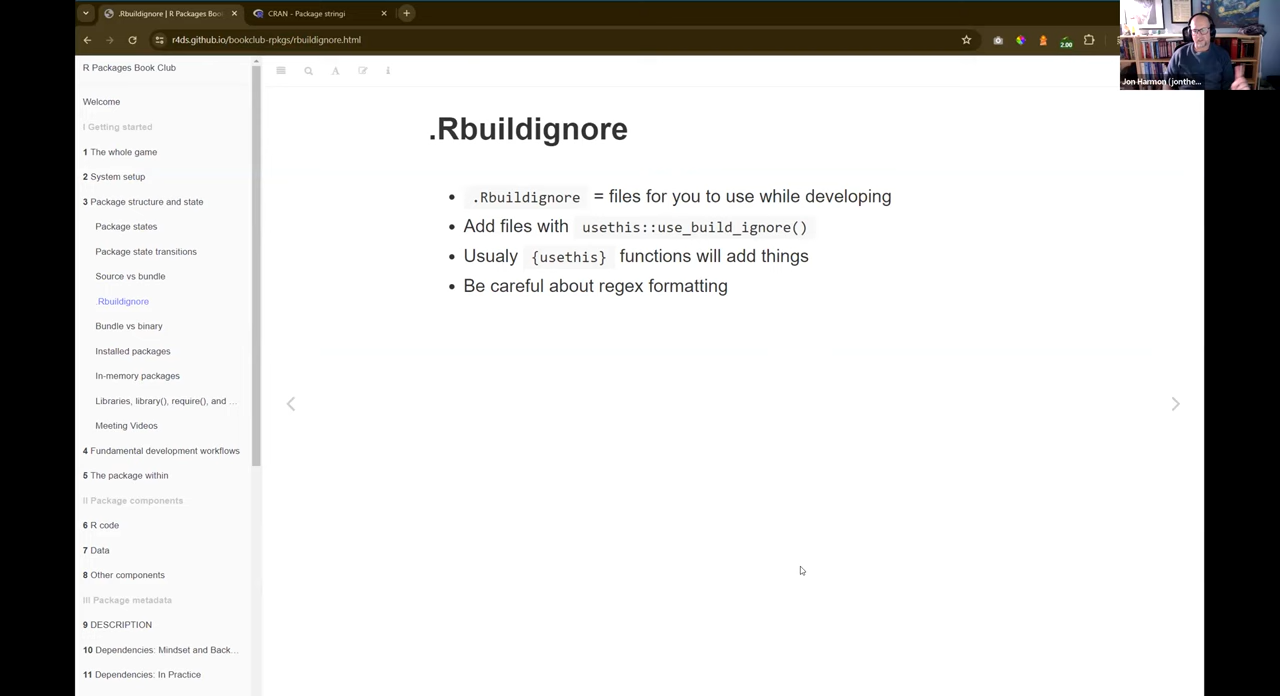 .Rbuildignore | R Packages Boo
CRAN - Package stringi
r4ds.github.io/bookclub-rpkgs/rbuildignore.html
2.00
Jon Harmon (jonthe...
R Packages Book Club
Welcome
I Getting started
1 The whole game
2 System setup
3 Package structure and state
Package states
Package state transitions
Source vs bundle
.Rbuildignore
Bundle vs binary
Installed packages
In-memory packages
Libraries, library(), require(), and ...
Meeting Videos
4 Fundamental development workflows
5 The package within
II Package components
6 R code
7 Data
8 Other components
III Package metadata
9 DESCRIPTION
10 Dependencies: Mindset and Back...
11 Dependencies: In Practice
.Rbuildignore
• .Rbuildignore = files for you to use while developing
• Add files with usethis::use_build_ignore()
• Usualy {usethis} functions will add things
• Be careful about regex formatting